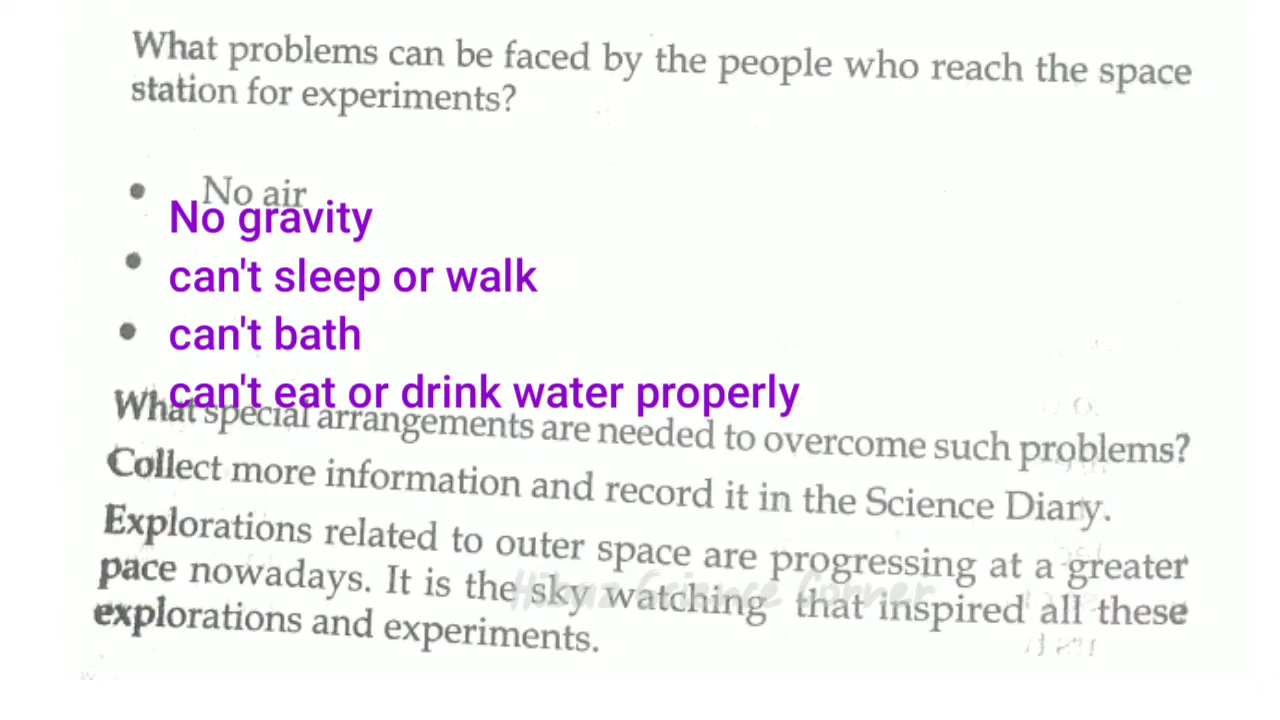 What problems can be faced by the people who reach the space
station for experiments?
• No air
No gravity
• can't sleep or walk
• can't bath
can't eat or drink water properly
What special arrangements are needed to overcome such problems?
Collect more information and record it in the Science Diary.
Explorations related to outer space are progressing at a greater
pace nowadays. It is the sky watching that inspired all these
explorations and experiments.
Hibaz Science Corner